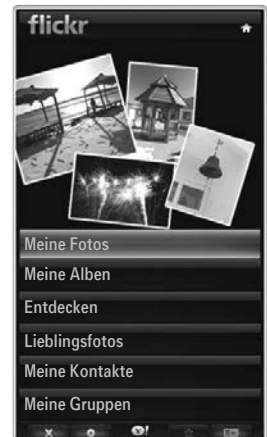 flickr
Meine Fotos
Meine Alben
Entdecken
Lieblingsfotos
Meine Kontakte
Meine Gruppen
Y!